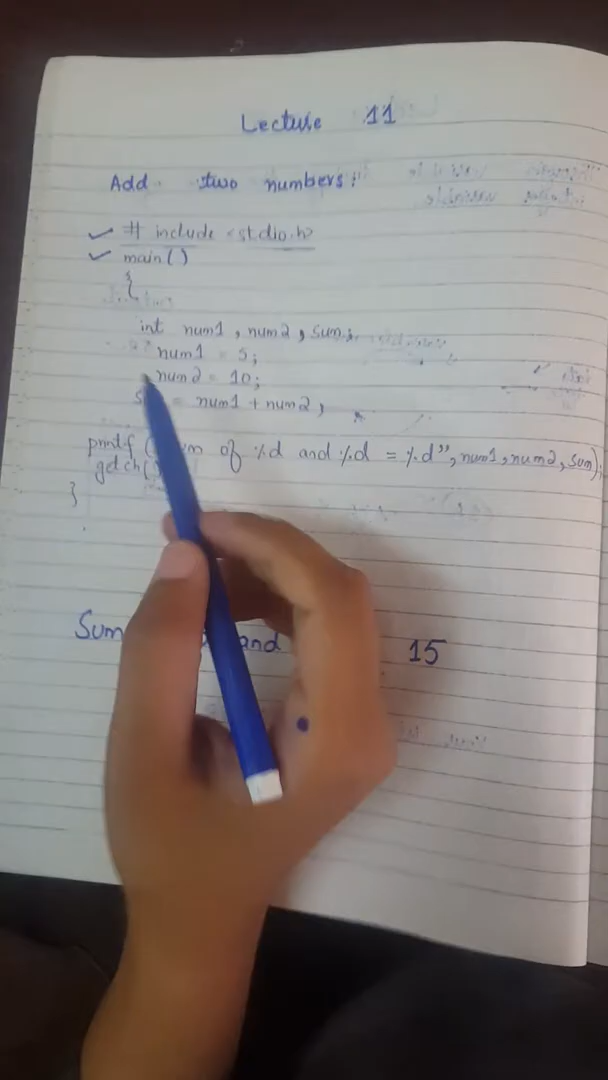 Lecture 11
Add two numbers:
# include <stdio.h>
main()
{
int num1, num2, sum;
num1 = 5;
num2 = 10;
= num1 + num2,
printf ( of %d and %d = %d", num1, num2, sum);
getch(
}
Sum and 15